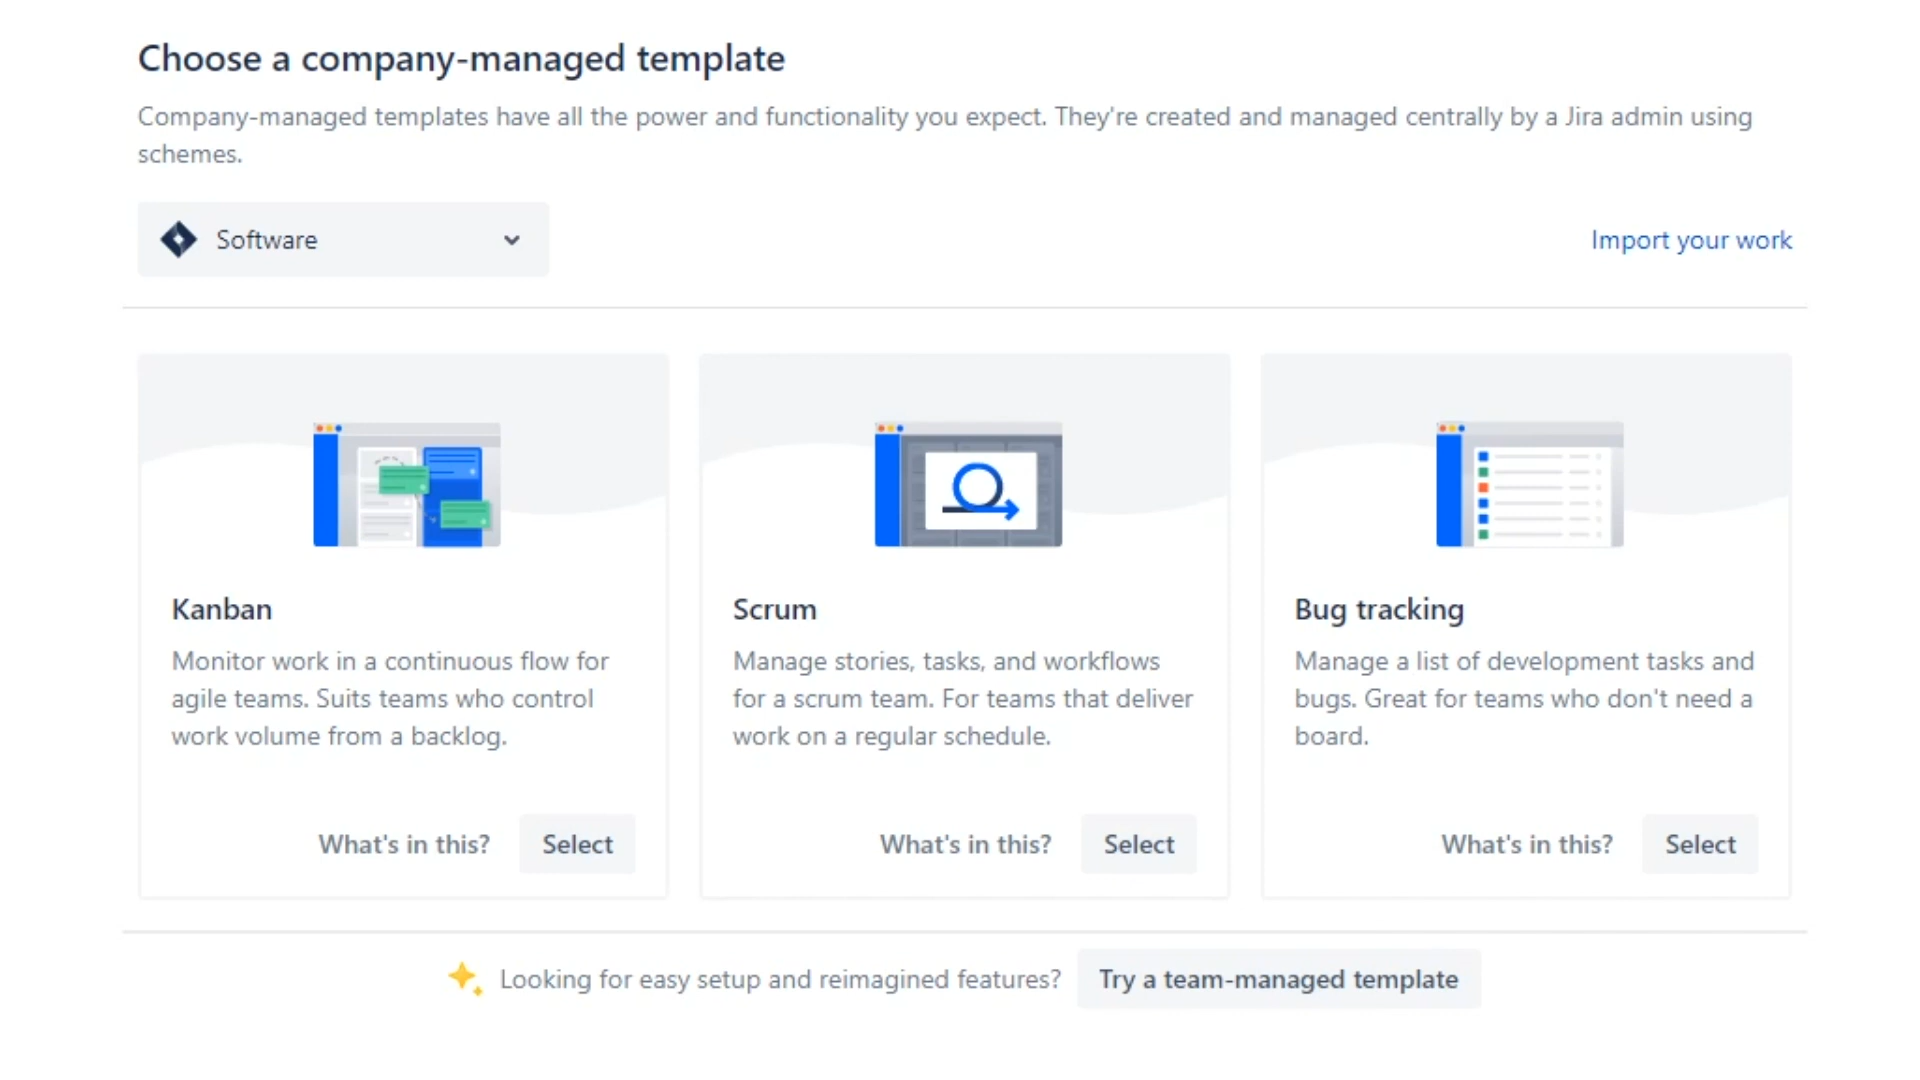 Choose a company-managed template
Company-managed templates have all the power and functionality you expect. They're created and managed centrally by a Jira admin using
schemes.
Software
Import your work
Kanban
Monitor work in a continuous flow for
agile teams. Suits teams who control
work volume from a backlog.
What's in this?
Select
Scrum
Manage stories, tasks, and workflows
for a scrum team. For teams that deliver
work on a regular schedule.
What's in this?
Select
Bug tracking
Manage a list of development tasks and
bugs. Great for teams who don't need a
board.
What's in this?
Select
Looking for easy setup and reimagined features?
Try a team-managed template